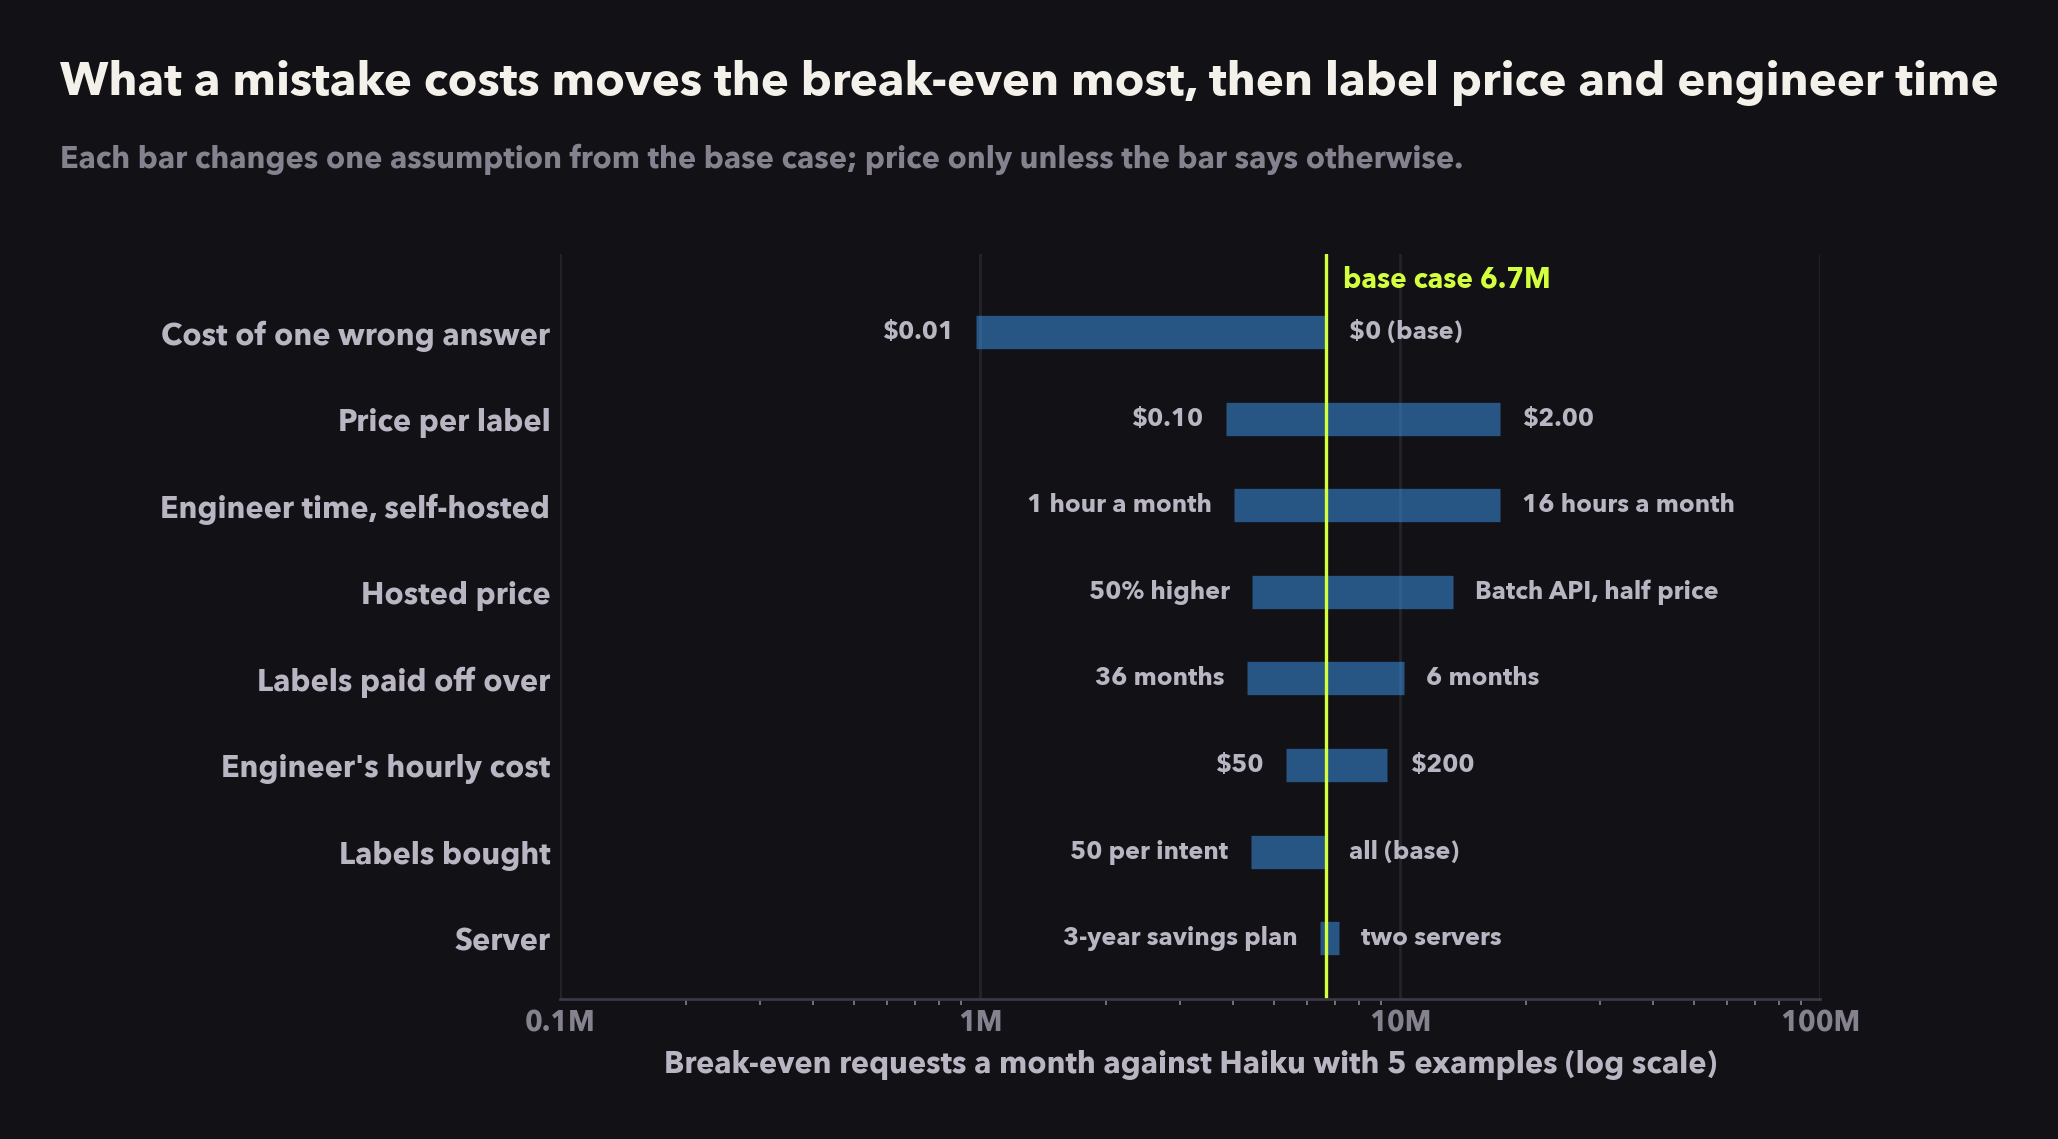 What a mistake costs moves the break-even most, then label price and engineer time
Each bar changes one assumption from the base case; price only unless the bar says otherwise.
base case 6.7M
Cost of one wrong answer
$0.01
$0 (base)
Price per label
$0.10
$2.00
Engineer time, self-hosted
1 hour a month
16 hours a month
Hosted price
50% higher
Batch API, half price
Labels paid off over
36 months
6 months
Engineer's hourly cost
$50
$200
Labels bought
50 per intent
all (base)
Server
3-year savings plan
two servers
0.1M
1M
10M
100M
Break-even requests a month against Haiku with 5 examples (log scale)